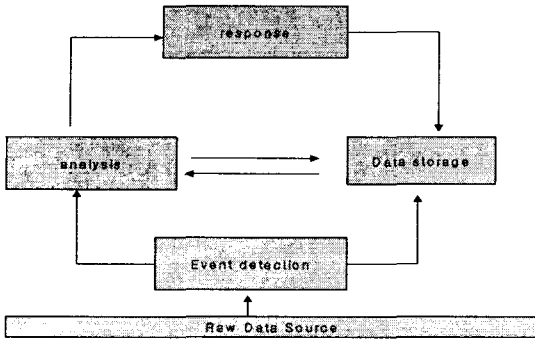 response
analysis
Data storage
Event detection
Raw Data Source